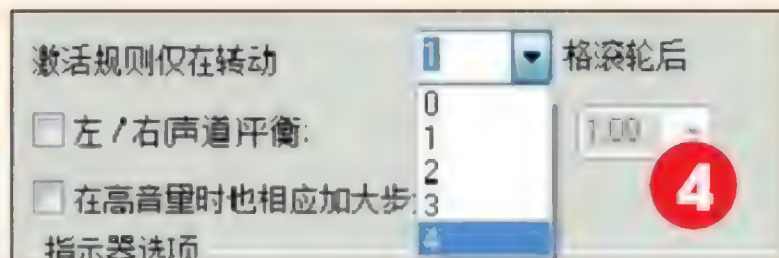 激活规则仅在转动 1 格滚轮后
0
左/右(声道)平衡: 1
1.00
2
在高音量时也相应加大步 3
4
指示器选项
4